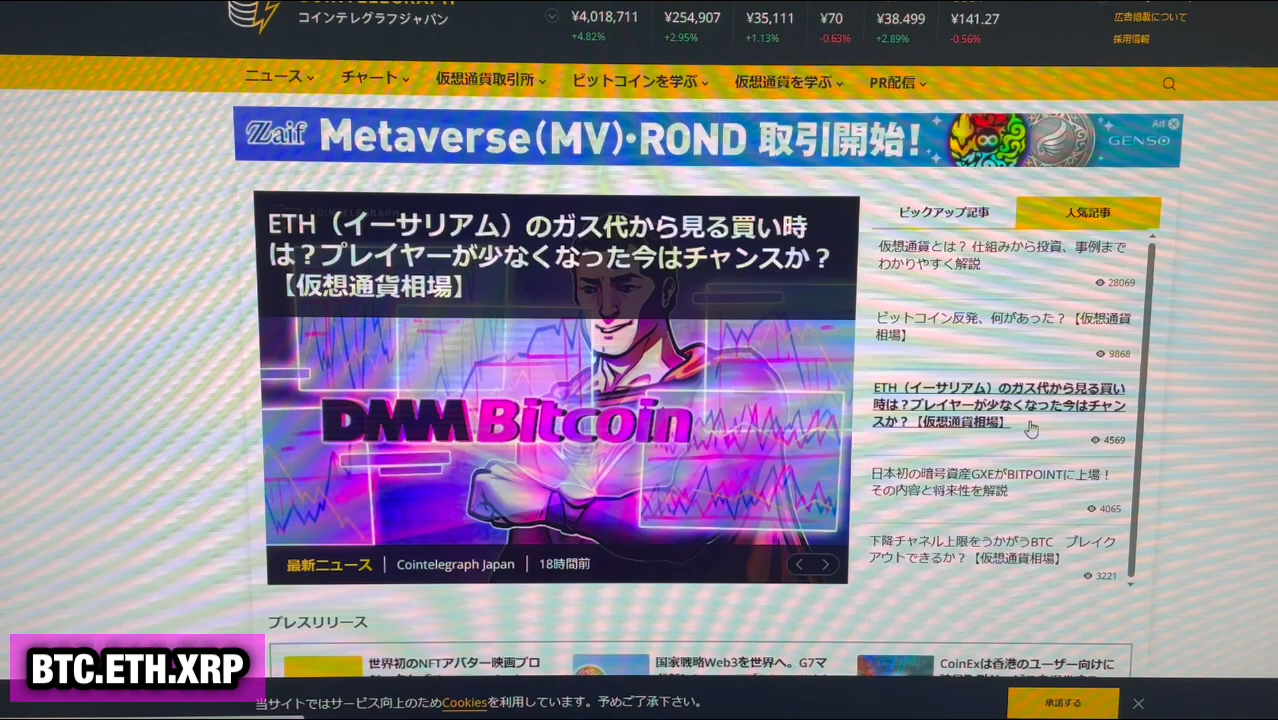 コインテレグラフジャパン
¥4,018,711 ¥254,907 ¥35,111 ¥70 ¥38.499 ¥141.27
+4.82% +2.95% +1.13% -0.63% +2.89% -0.56%
広告掲載について
採用情報
ニュース チャート 仮想通貨取引所 ビットコインを学ぶ 仮想通貨を学ぶ PR配信
Zaif Metaverse(MV)・ROND 取引開始! GENSO Ad
ETH（イーサリアム）のガス代から見る買い時
は？プレイヤーが少なくなった今はチャンスか？
【仮想通貨相場】
DMM Bitcoin
最新ニュース Cointelegraph Japan 18時間前
ピックアップ記事 人気記事
仮想通貨とは？ 仕組みから投資、事例まで
わかりやすく解説
28069
ビットコイン反発、何があった？【仮想通貨
相場】
9868
ETH（イーサリアム）のガス代から見る買い
時は？プレイヤーが少なくなった今はチャン
スか？【仮想通貨相場】
4569
日本初の暗号資産GXEがBITPOINTに上場！
その内容と将来性を解説
4065
下降チャネル上限をうかがうBTC ブレイク
アウトできるか？【仮想通貨相場】
3221
プレスリリース
世界初のNFTアバター映画プロ
国家戦略Web3を世界へ。G7マ
CoinExは香港のユーザー向けに
BTC.ETH.XRP
当サイトではサービス向上のためCookiesを利用しています。予めご了承下さい。
承諾する